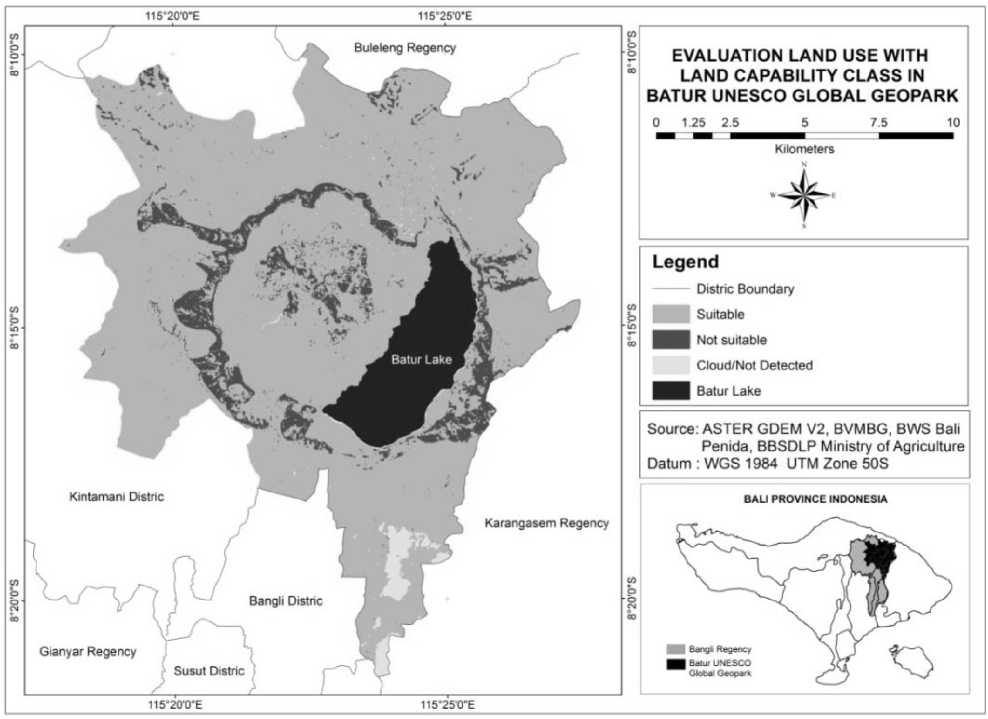 115°20'0"E
115°25'0"E
8°10'0"S
8°10'0"S
Buleleng Regency
EVALUATION LAND USE WITH
LAND CAPABILITY CLASS IN
BATUR UNESCO GLOBAL GEOPARK
0 1.25 2.5 5 7.5 10
Kilometers
N
W E
S
Legend
Distric Boundary
Suitable
Not suitable
Cloud/Not Detected
Batur Lake
8°15'0"S
8°15'0"S
Batur Lake
Source: ASTER GDEM V2, BVMBG, BWS Bali
Penida, BBSDLP Ministry of Agriculture
Datum : WGS 1984 UTM Zone 50S
Kintamani Distric
Karangasem Regency
BALI PROVINCE INDONESIA
8°20'0"S
8°20'0"S
Bangli Distric
Gianyar Regency
Susut Distric
Bangli Regency
Batur UNESCO
Global Geopark
115°20'0"E
115°25'0"E